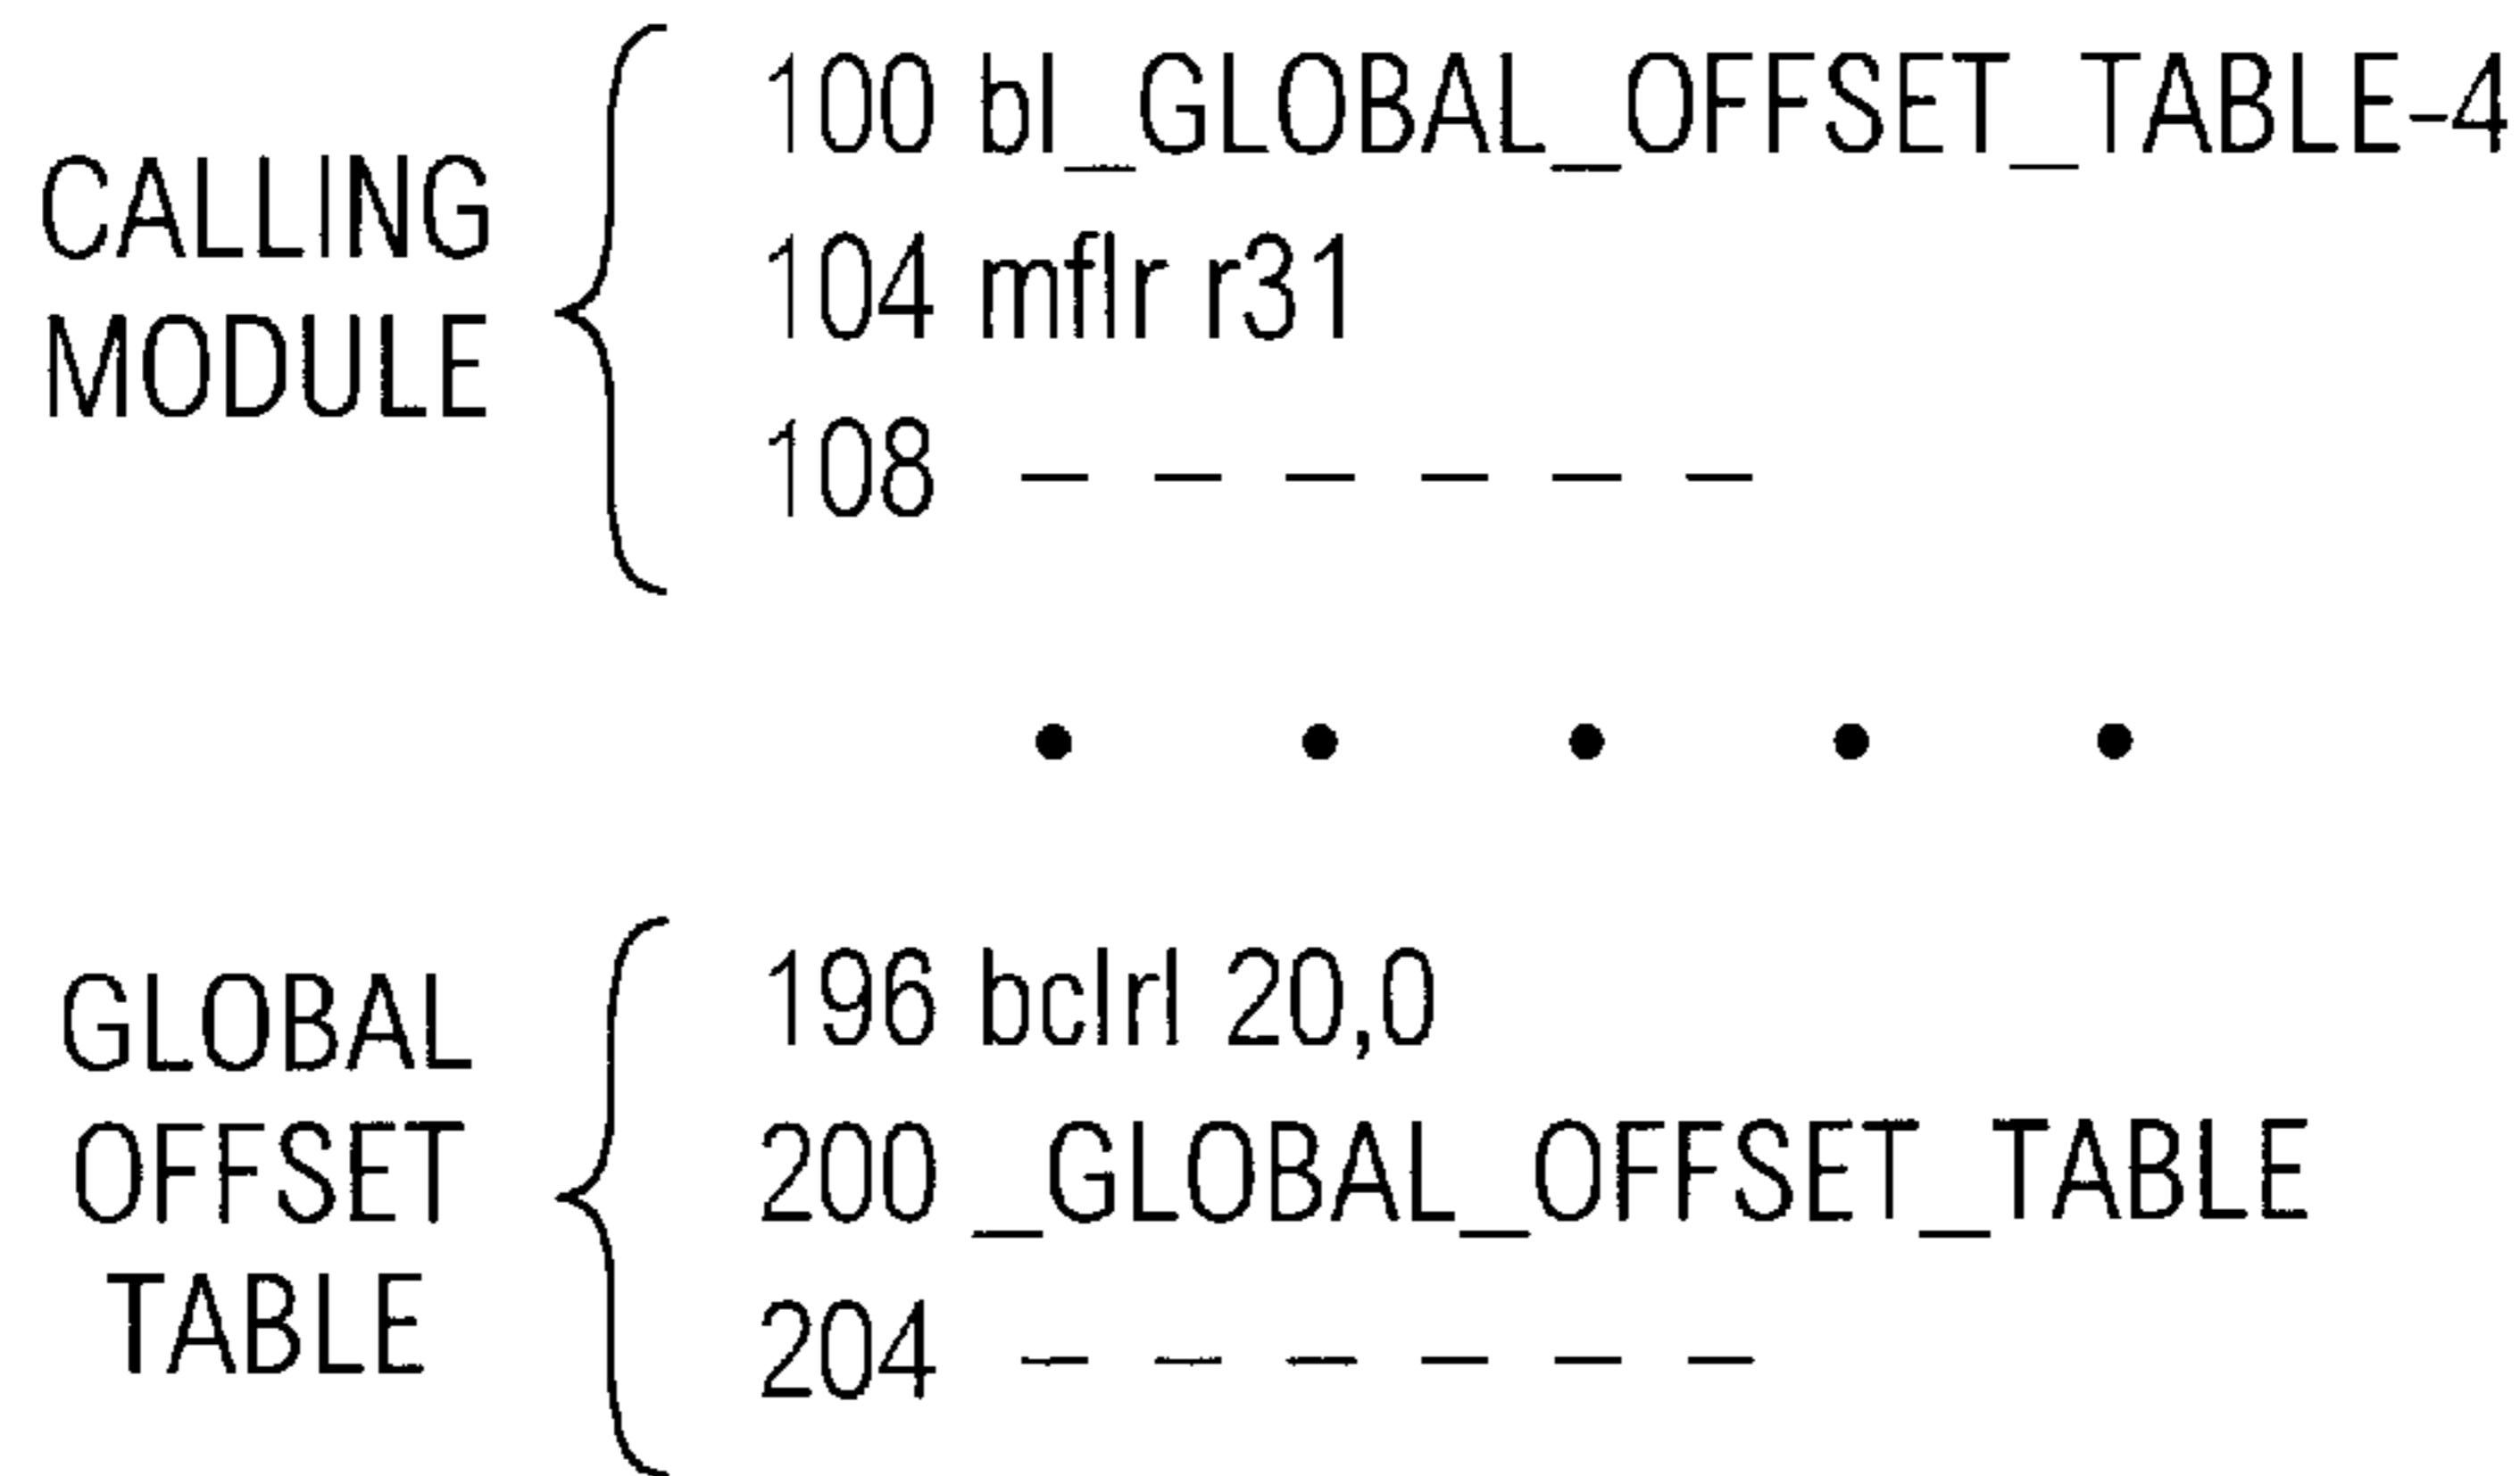 CALLING
MODULE
100 bl_GLOBAL_OFFSET_TABLE-4
104 mflr r31
108 – – – – – –
• • • • •
GLOBAL
OFFSET
TABLE
196 bclrl 20,0
200 _GLOBAL_OFFSET_TABLE
204 – – – – – –